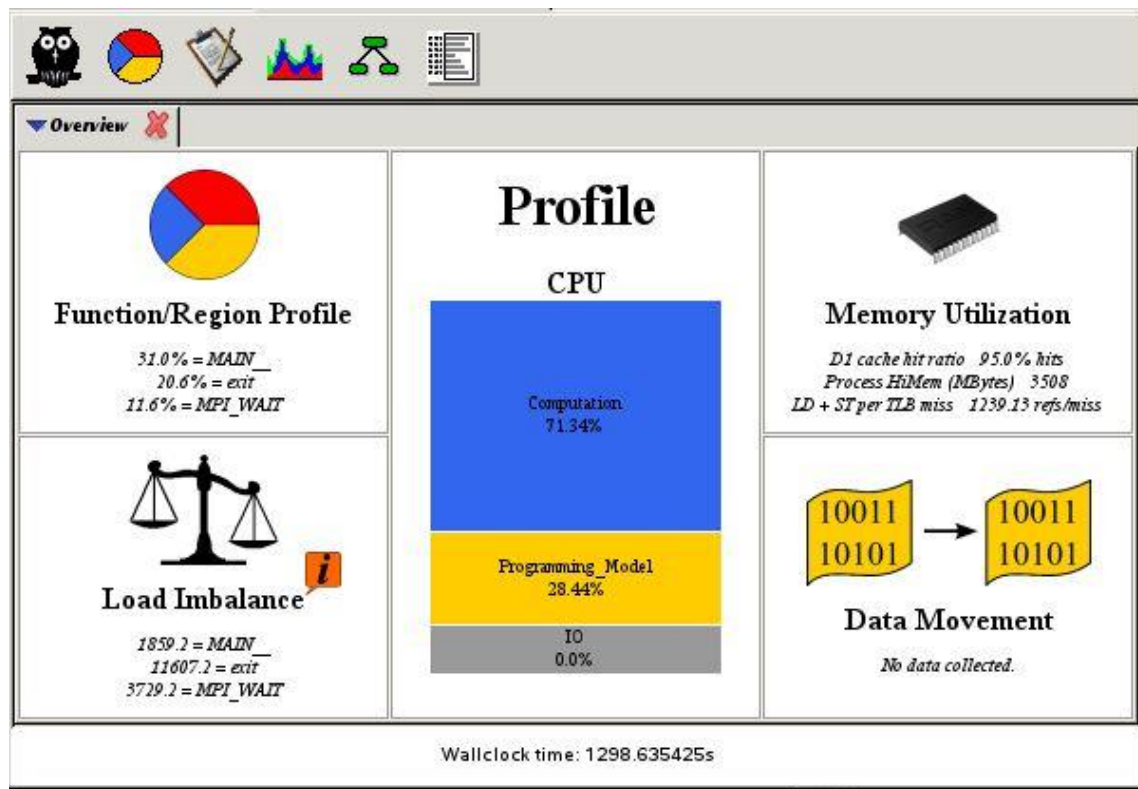 Overview
Function/Region Profile
31.0% = MAIN__
20.6% = exit
11.6% = MPI_WAIT
Load Imbalance
i
1859.2 = MAIN__
11607.2 = exit
3729.2 = MPI_WAIT
Profile
CPU
Computation
71.34%
Programming_Model
28.44%
IO
0.0%
Memory Utilization
D1 cache hit ratio 95.0% hits
Process HiMem (MBytes) 3508
LD + ST per TLB miss 1239.13 refs/miss
10011
10101
10011
10101
Data Movement
No data collected.
Wallclock time: 1298.635425s